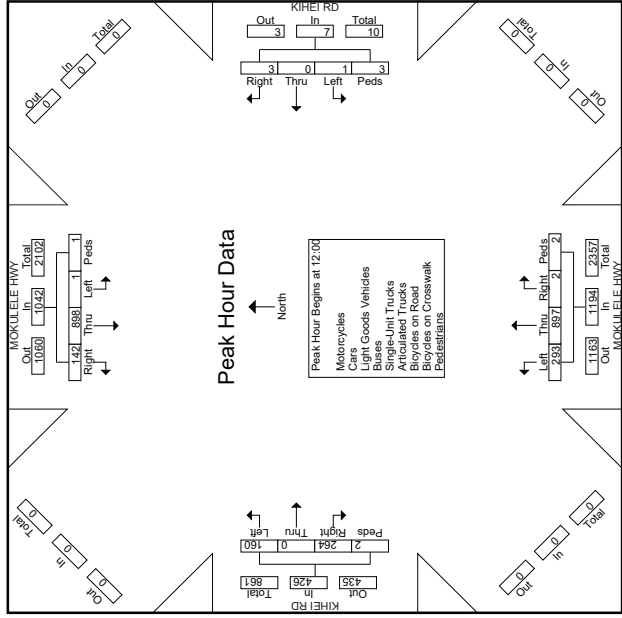 KIHEI RD
Out In Total
3 7 10
3 0 1 3
Right Thru Left Peds
Out In Total
0 0 0
Total In Out
0 0 0
MOKULELE HWY
Out In Total
1060 1042 2102
142 898 1 1
Right Thru Left Peds
Peak Hour Data
North
Peak Hour Begins at 12:00
Motorcycles
Cars
Light Goods Vehicles
Buses
Single-Unit Trucks
Articulated Trucks
Bicycles on Road
Bicycles on Crosswalk
Pedestrians
Left Thru Right Peds
293 897 2 2
1163 1194 2357
Out In Total
MOKULELE HWY
Left Thru Right Peds
160 0 264 2
Total In Out
861 426 435
KIHEI RD
Total In Out
0 0 0
Out In Total
0 0 0